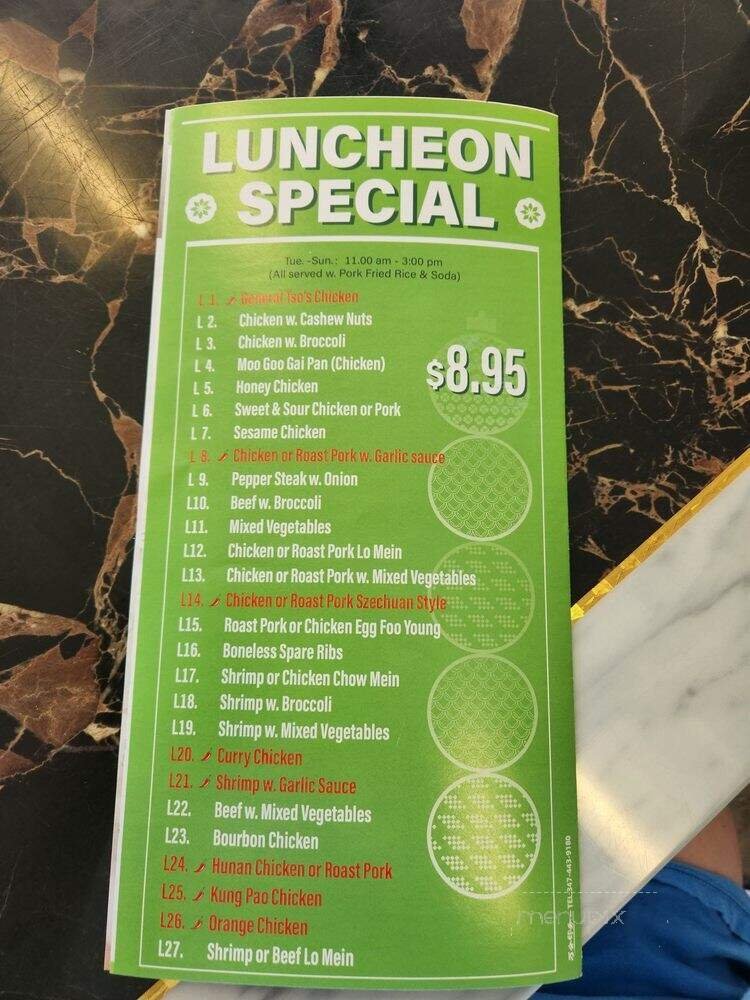 LUNCHEON
SPECIAL
Tue. -Sun.: 11.00 am - 3:00 pm
(All served w. Pork Fried Rice & Soda)
L 1. General Tso's Chicken
L 2. Chicken w. Cashew Nuts
L 3. Chicken w. Broccoli
L 4. Moo Goo Gai Pan (Chicken)
$8.95
L 5. Honey Chicken
L 6. Sweet & Sour Chicken or Pork
L 7. Sesame Chicken
L 8. Chicken or Roast Pork w. Garlic sauce
L 9. Pepper Steak w. Onion
L10. Beef w. Broccoli
L11. Mixed Vegetables
L12. Chicken or Roast Pork Lo Mein
L13. Chicken or Roast Pork w. Mixed Vegetables
L14. Chicken or Roast Pork Szechuan Style
L15. Roast Pork or Chicken Egg Foo Young
L16. Boneless Spare Ribs
L17. Shrimp or Chicken Chow Mein
L18. Shrimp w. Broccoli
L19. Shrimp w. Mixed Vegetables
L20. Curry Chicken
L21. Shrimp w. Garlic Sauce
L22. Beef w. Mixed Vegetables
L23. Bourbon Chicken
L24. Hunan Chicken or Roast Pork
L25. Kung Pao Chicken
L26. Orange Chicken
L27. Shrimp or Beef Lo Mein
TEL:347-443-9180
menupix